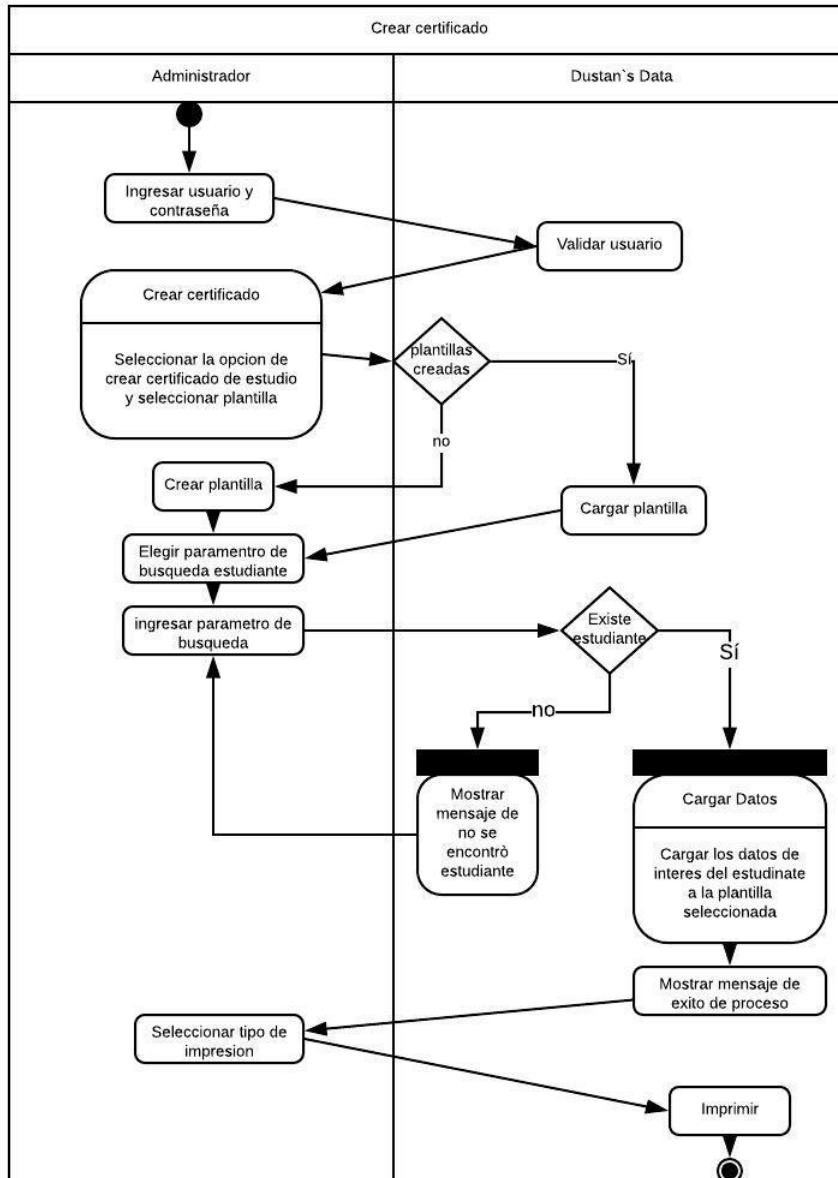 Crear certificado
Administrador
Dustan`s Data
Ingresar usuario y
contraseña
Validar usuario
Crear certificado
Seleccionar la opcion de
crear certificado de estudio
y seleccionar plantilla
plantillas
creadas
Sí
no
Crear plantilla
Cargar plantilla
Elegir paramentro de
busqueda estudiante
ingresar parametro de
busqueda
Existe
estudiante
Sí
no
Mostrar
mensaje de
no se
encontrò
estudiante
Cargar Datos
Cargar los datos de
interes del estudinate
a la plantilla
seleccionada
Mostrar mensaje de
exito de proceso
Seleccionar tipo de
impresion
Imprimir